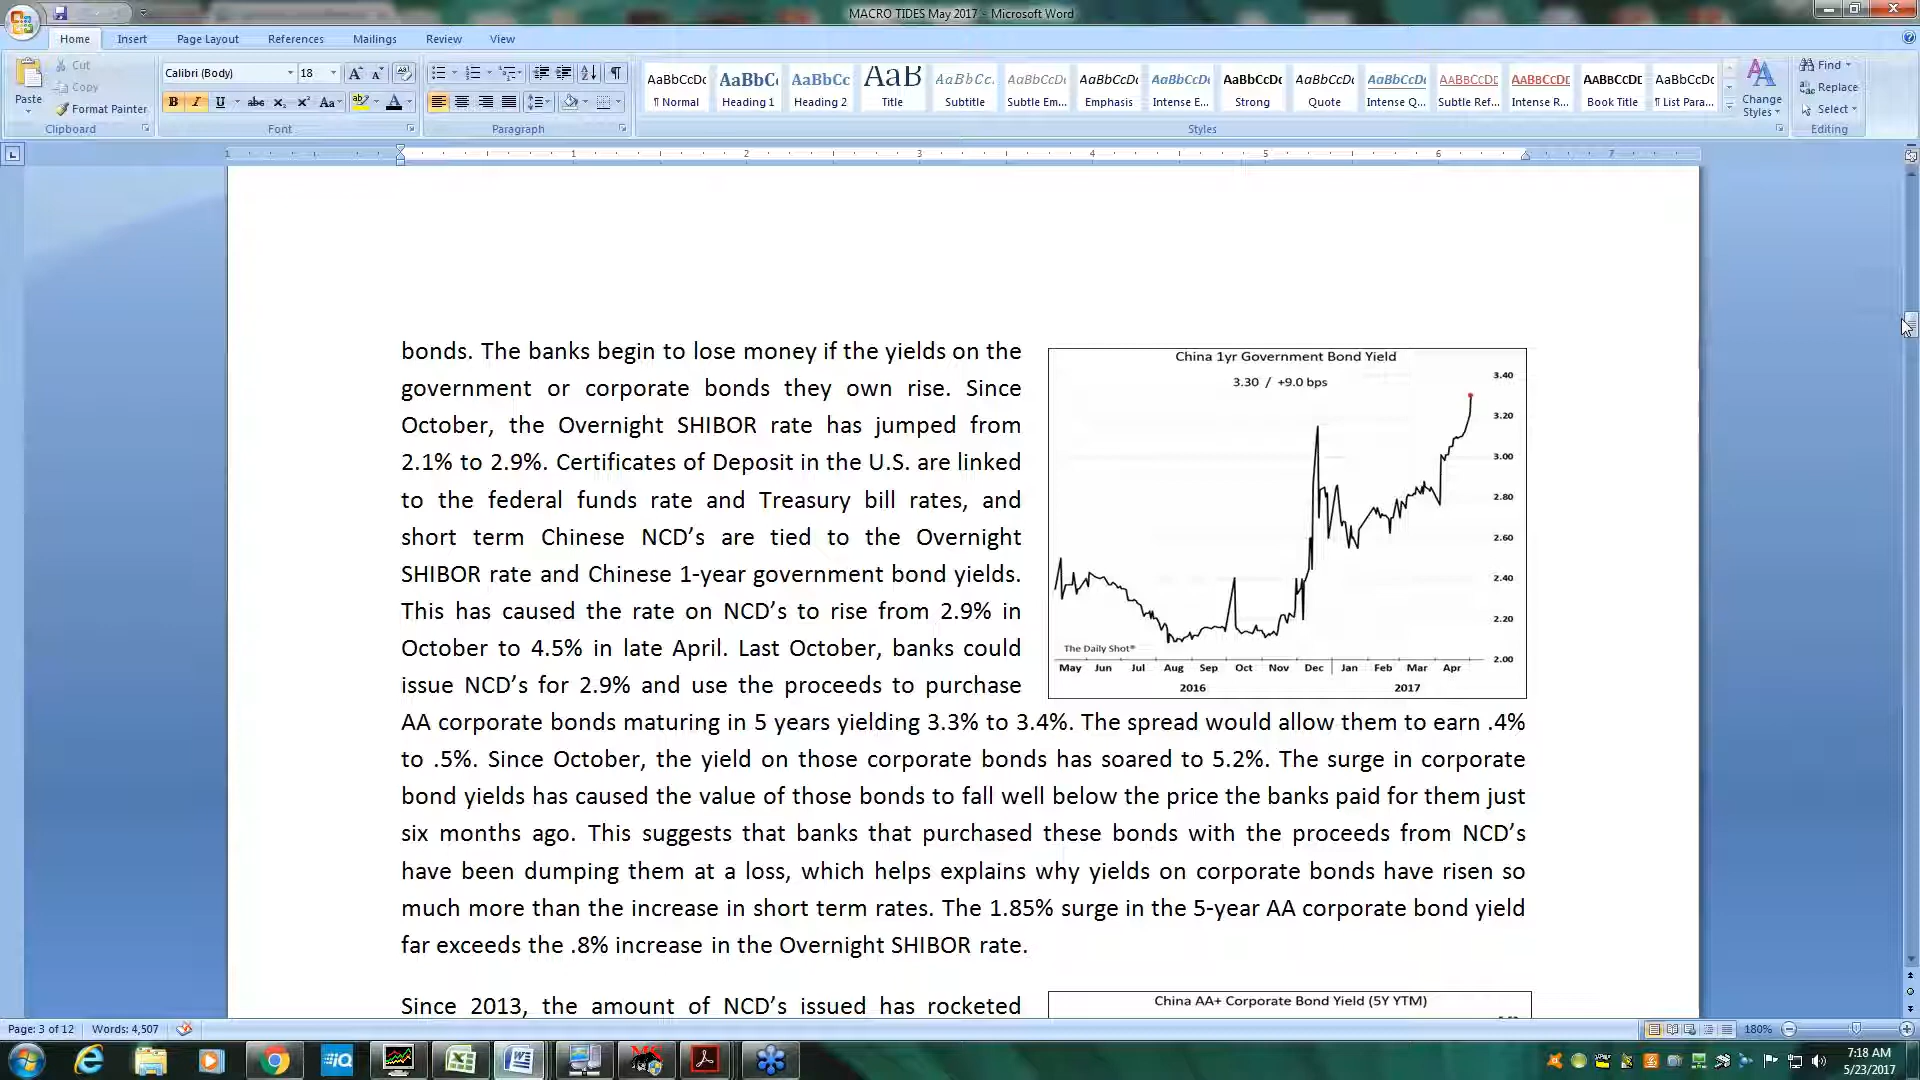 MACRO TIDES May 2017 - Microsoft Word
Home Insert Page Layout References Mailings Review View
Paste
Cut
Copy
Format Painter
Clipboard
Calibri (Body) 18
Font
Paragraph
AaBbCcDc AaBbC AaBbCc AaB AaBbCc. AaBbCcDc AaBbCcDc AaBbCcDc AaBbCcDc AaBbCcDc AaBbCcDc AABBCCDE AABBCCDE AABBCCDE AaBbCcDc
¶ Normal Heading 1 Heading 2 Title Subtitle Subtle Em... Emphasis Intense E... Strong Quote Intense Q... Subtle Ref... Intense R... Book Title ¶ List Para...
Styles
Change Styles
Find
Replace
Select
Editing
1 1 2 3 4 5 6 7
bonds. The banks begin to lose money if the yields on the
government or corporate bonds they own rise. Since
October, the Overnight SHIBOR rate has jumped from
2.1% to 2.9%. Certificates of Deposit in the U.S. are linked
to the federal funds rate and Treasury bill rates, and
short term Chinese NCD’s are tied to the Overnight
SHIBOR rate and Chinese 1-year government bond yields.
This has caused the rate on NCD’s to rise from 2.9% in
October to 4.5% in late April. Last October, banks could
issue NCD’s for 2.9% and use the proceeds to purchase
AA corporate bonds maturing in 5 years yielding 3.3% to 3.4%. The spread would allow them to earn .4%
to .5%. Since October, the yield on those corporate bonds has soared to 5.2%. The surge in corporate
bond yields has caused the value of those bonds to fall well below the price the banks paid for them just
six months ago. This suggests that banks that purchased these bonds with the proceeds from NCD’s
have been dumping them at a loss, which helps explains why yields on corporate bonds have risen so
much more than the increase in short term rates. The 1.85% surge in the 5-year AA corporate bond yield
far exceeds the .8% increase in the Overnight SHIBOR rate.
China 1yr Government Bond Yield
3.30 / +9.0 bps
3.40
3.20
3.00
2.80
2.60
2.40
2.20
2.00
The Daily Shot®
May Jun Jul Aug Sep Oct Nov Dec Jan Feb Mar Apr
2016 2017
Since 2013, the amount of NCD’s issued has rocketed
China AA+ Corporate Bond Yield (5Y YTM)
Page: 3 of 12 Words: 4,507
180%
7:18 AM
5/23/2017